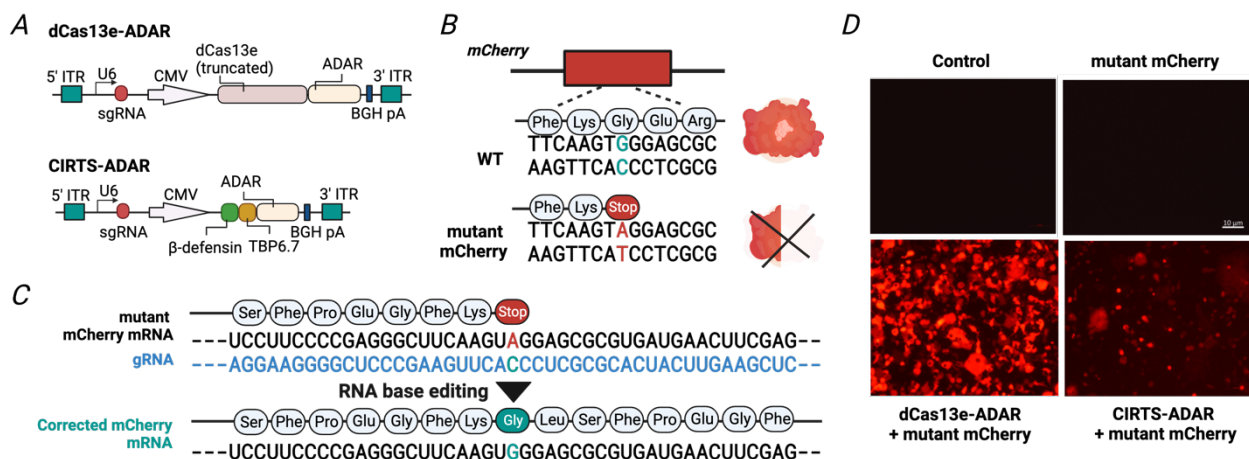 A
dCas13e-ADAR
dCas13e
(truncated)
ADAR
5' ITR
U6
CMV
3' ITR
sgRNA
BGH pA
CIRTS-ADAR
ADAR
5' ITR
U6
CMV
3' ITR
sgRNA
BGH pA
β-defensin
TBP6.7
B
mCherry
Phe Lys Gly Glu Arg
TTCAAGTGGGAGCGC
WT
AAGTTCACCCTCGCG
Phe Lys Stop
mutant mCherry
TTCAAGTAGGAGCGC
AAGTTCATCCTCGCG
C
Ser Phe Pro Glu Gly Phe Lys Stop
mutant
mCherry mRNA
---UCCUUCCCCGAGGGCUUCAAGUAGGAGCGCGUGAUGAACUUCGAG--
gRNA
---AGGAAGGGGCUCCCGAAGUUCACCCUCGCGCACUACUUGAAGCUC--
RNA base editing
Ser Phe Pro Glu Gly Phe Lys Gly Leu Ser Phe Pro Glu Gly Phe
Corrected mCherry
mRNA
---UCCUUCCCCGAGGGCUUCAAGUGGGAGCGCGUGAUGAACUUCGAG--
D
Control
mutant mCherry
10 µm
dCas13e-ADAR
+ mutant mCherry
CIRTS-ADAR
+ mutant mCherry